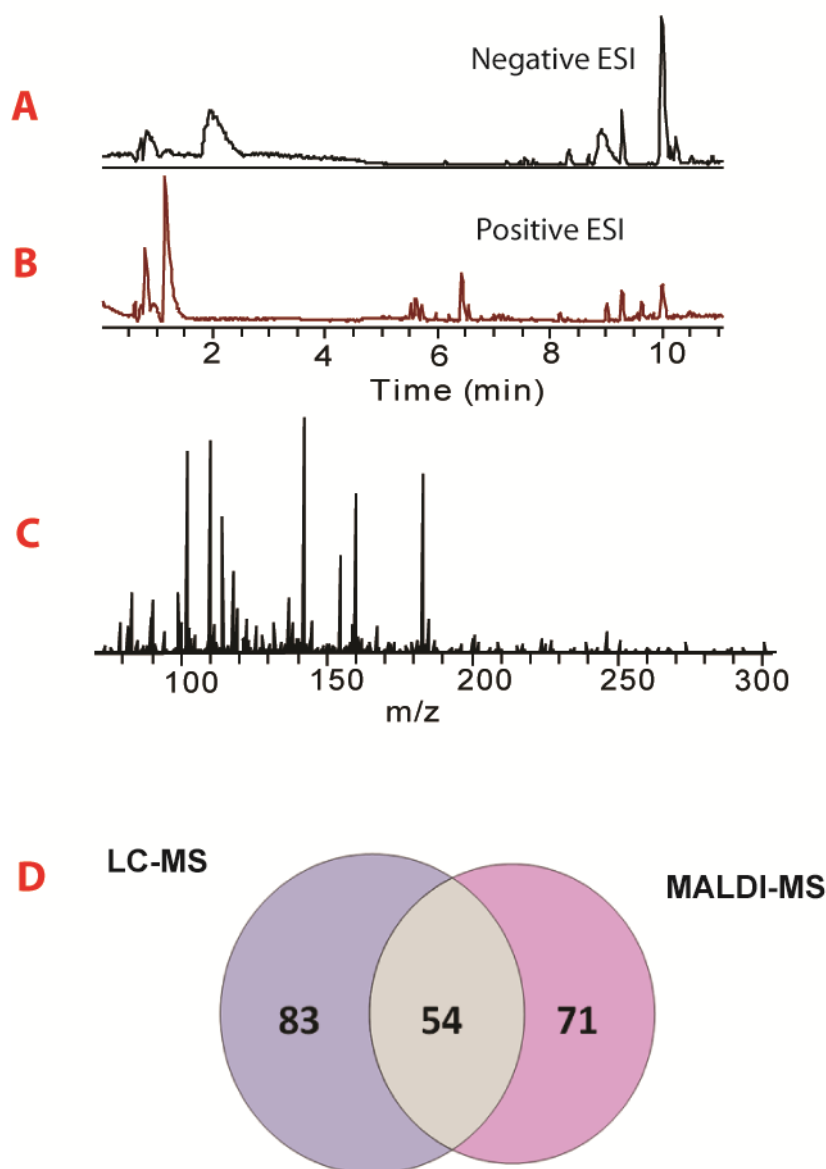 A
Negative ESI
B
Positive ESI
2 4 6 8 10
Time (min)
C
100 150 200 250 300
m/z
D
LC-MS
MALDI-MS
83 54 71